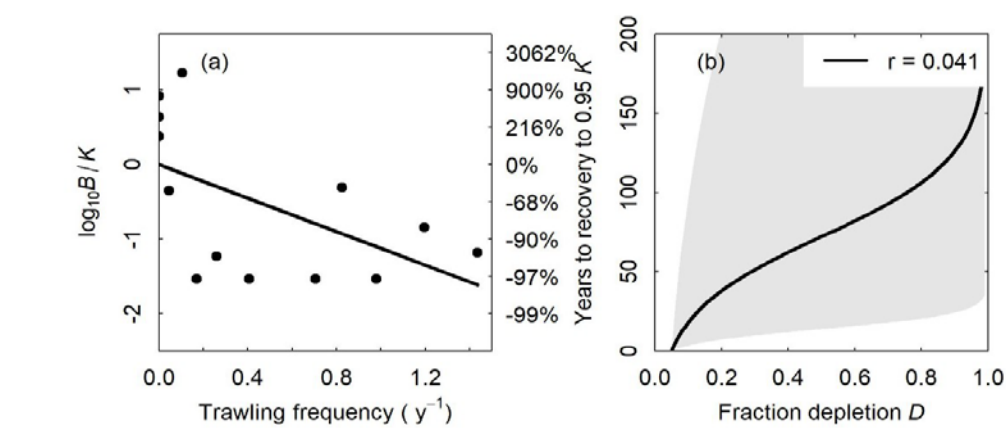 (a)
log₁₀B / K
1
0
-1
-2
0.0 0.4 0.8 1.2
Trawling frequency ( y⁻¹)
3062%
900%
216%
0%
-68%
-90%
-97%
-99%
(b)
r = 0.041
Years to recovery to 0.95 K
200
150
100
50
0
0.0 0.2 0.4 0.6 0.8 1.0
Fraction depletion D